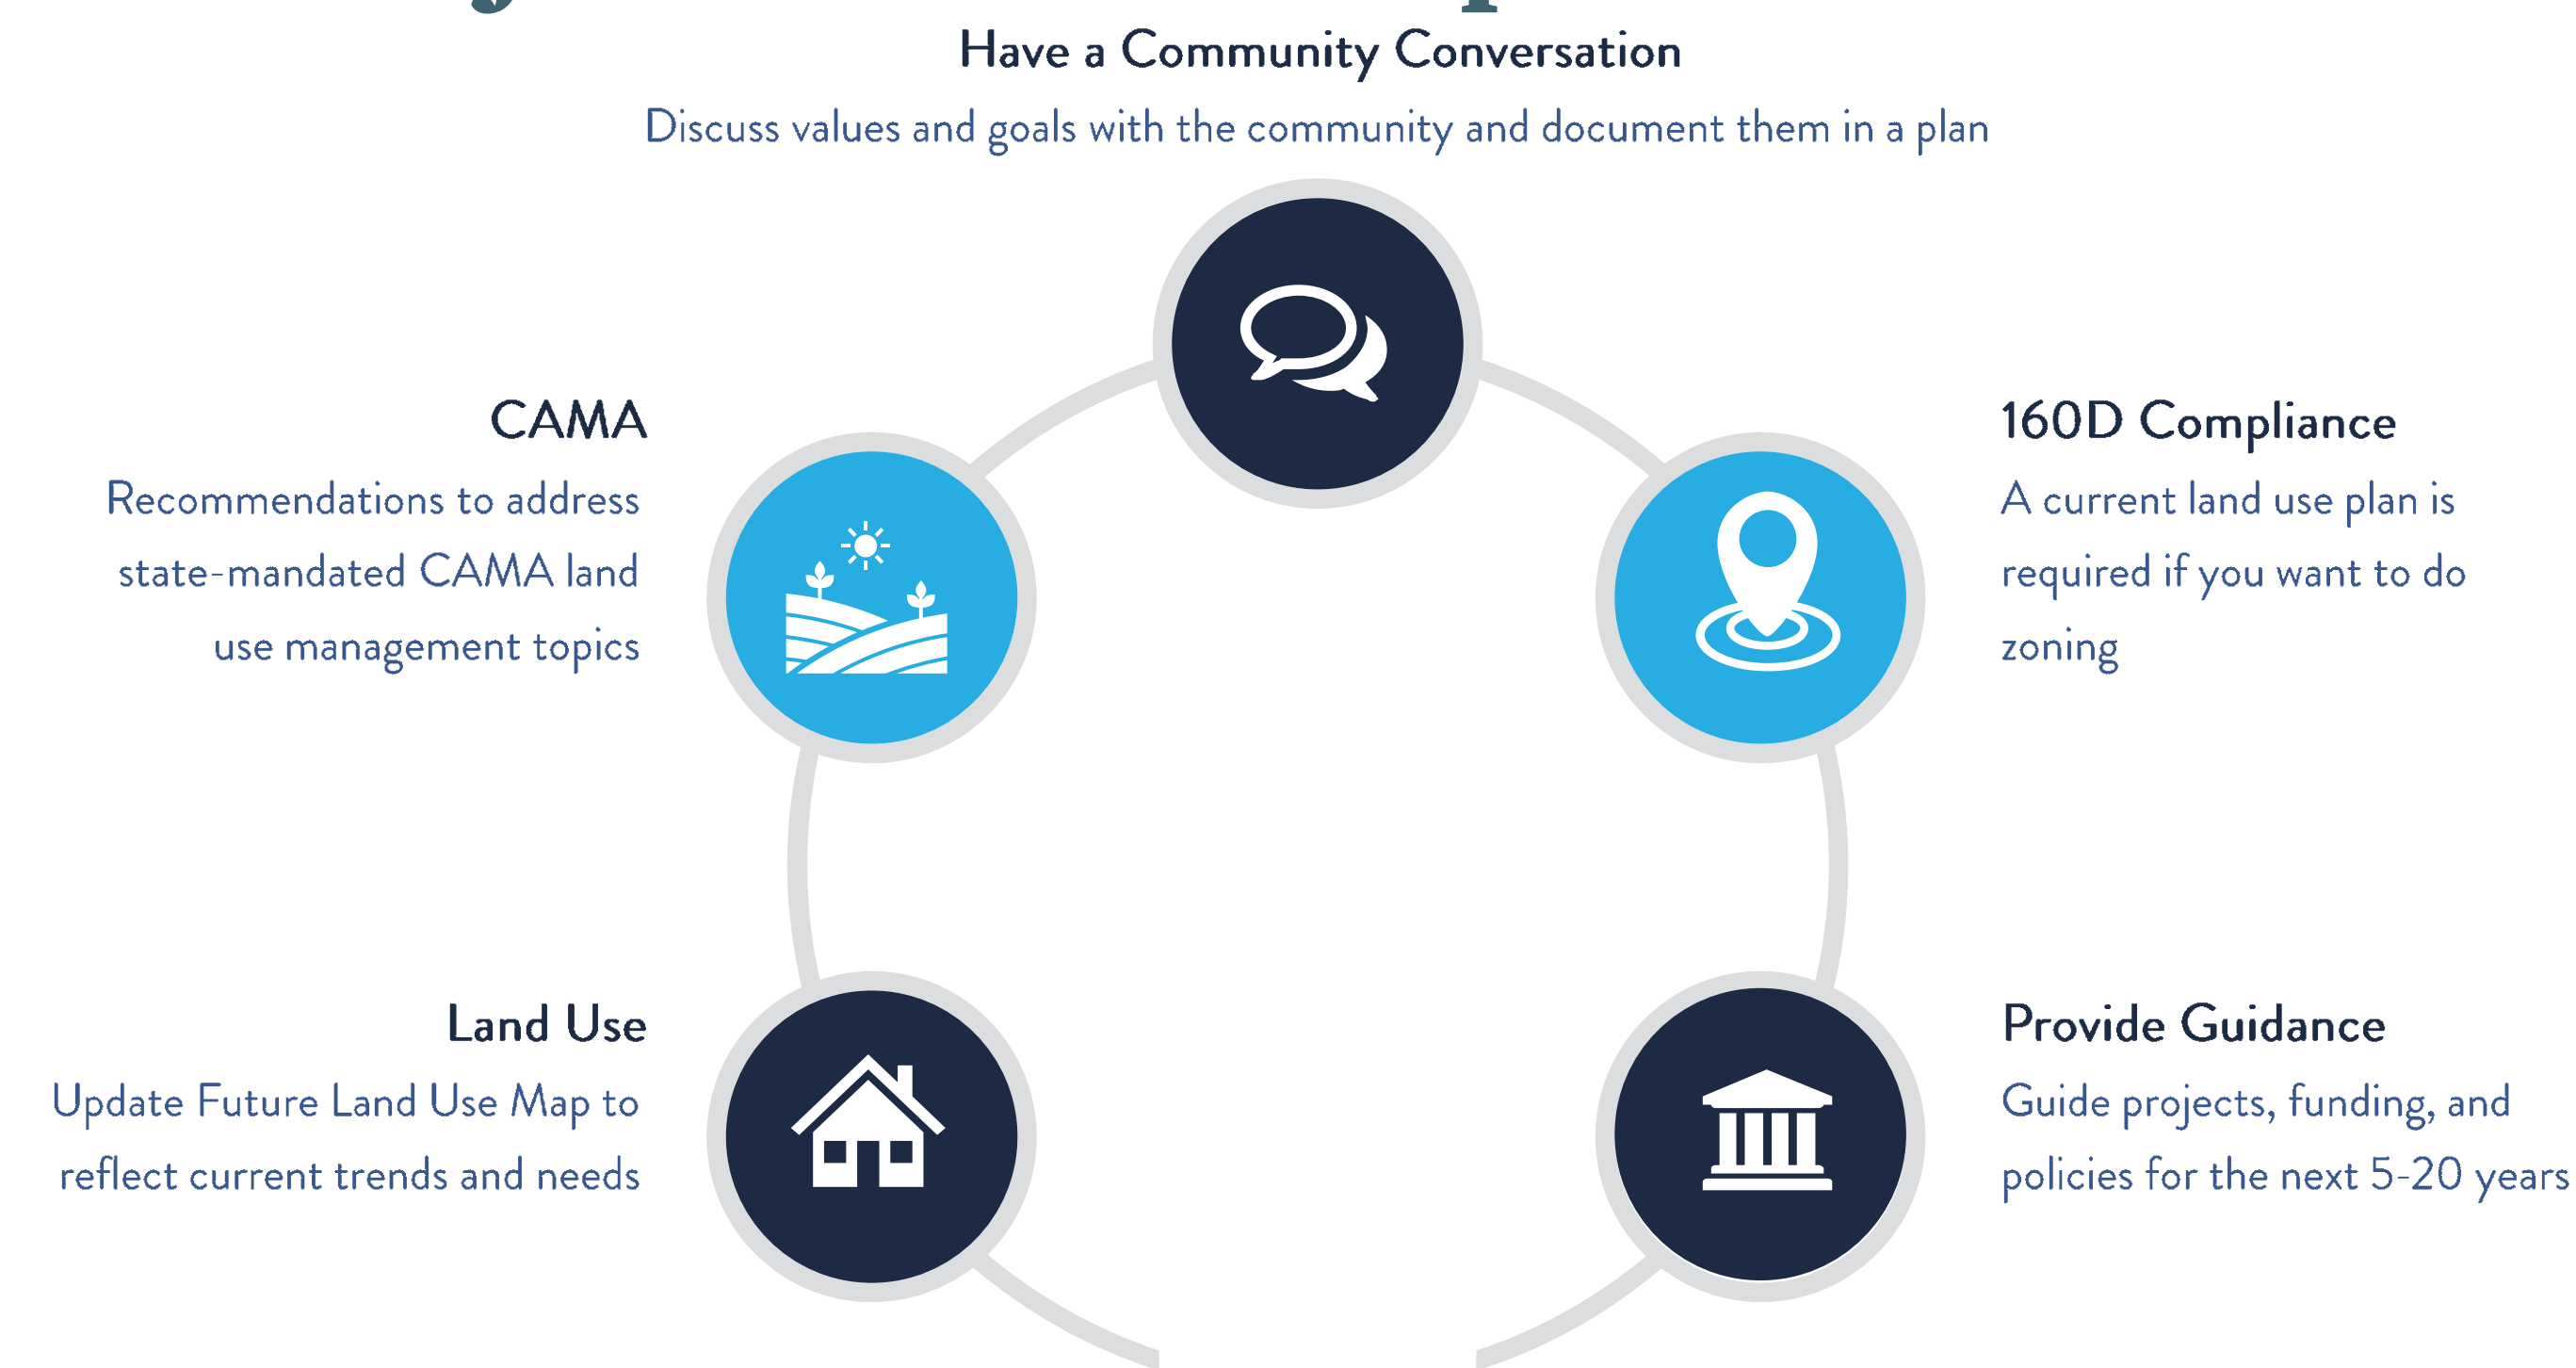 Have a Community Conversation
Discuss values and goals with the community and document them in a plan
CAMA
Recommendations to address
state-mandated CAMA land
use management topics
160D Compliance
A current land use plan is
required if you want to do
zoning
Land Use
Update Future Land Use Map to
reflect current trends and needs
Provide Guidance
Guide projects, funding, and
policies for the next 5-20 years